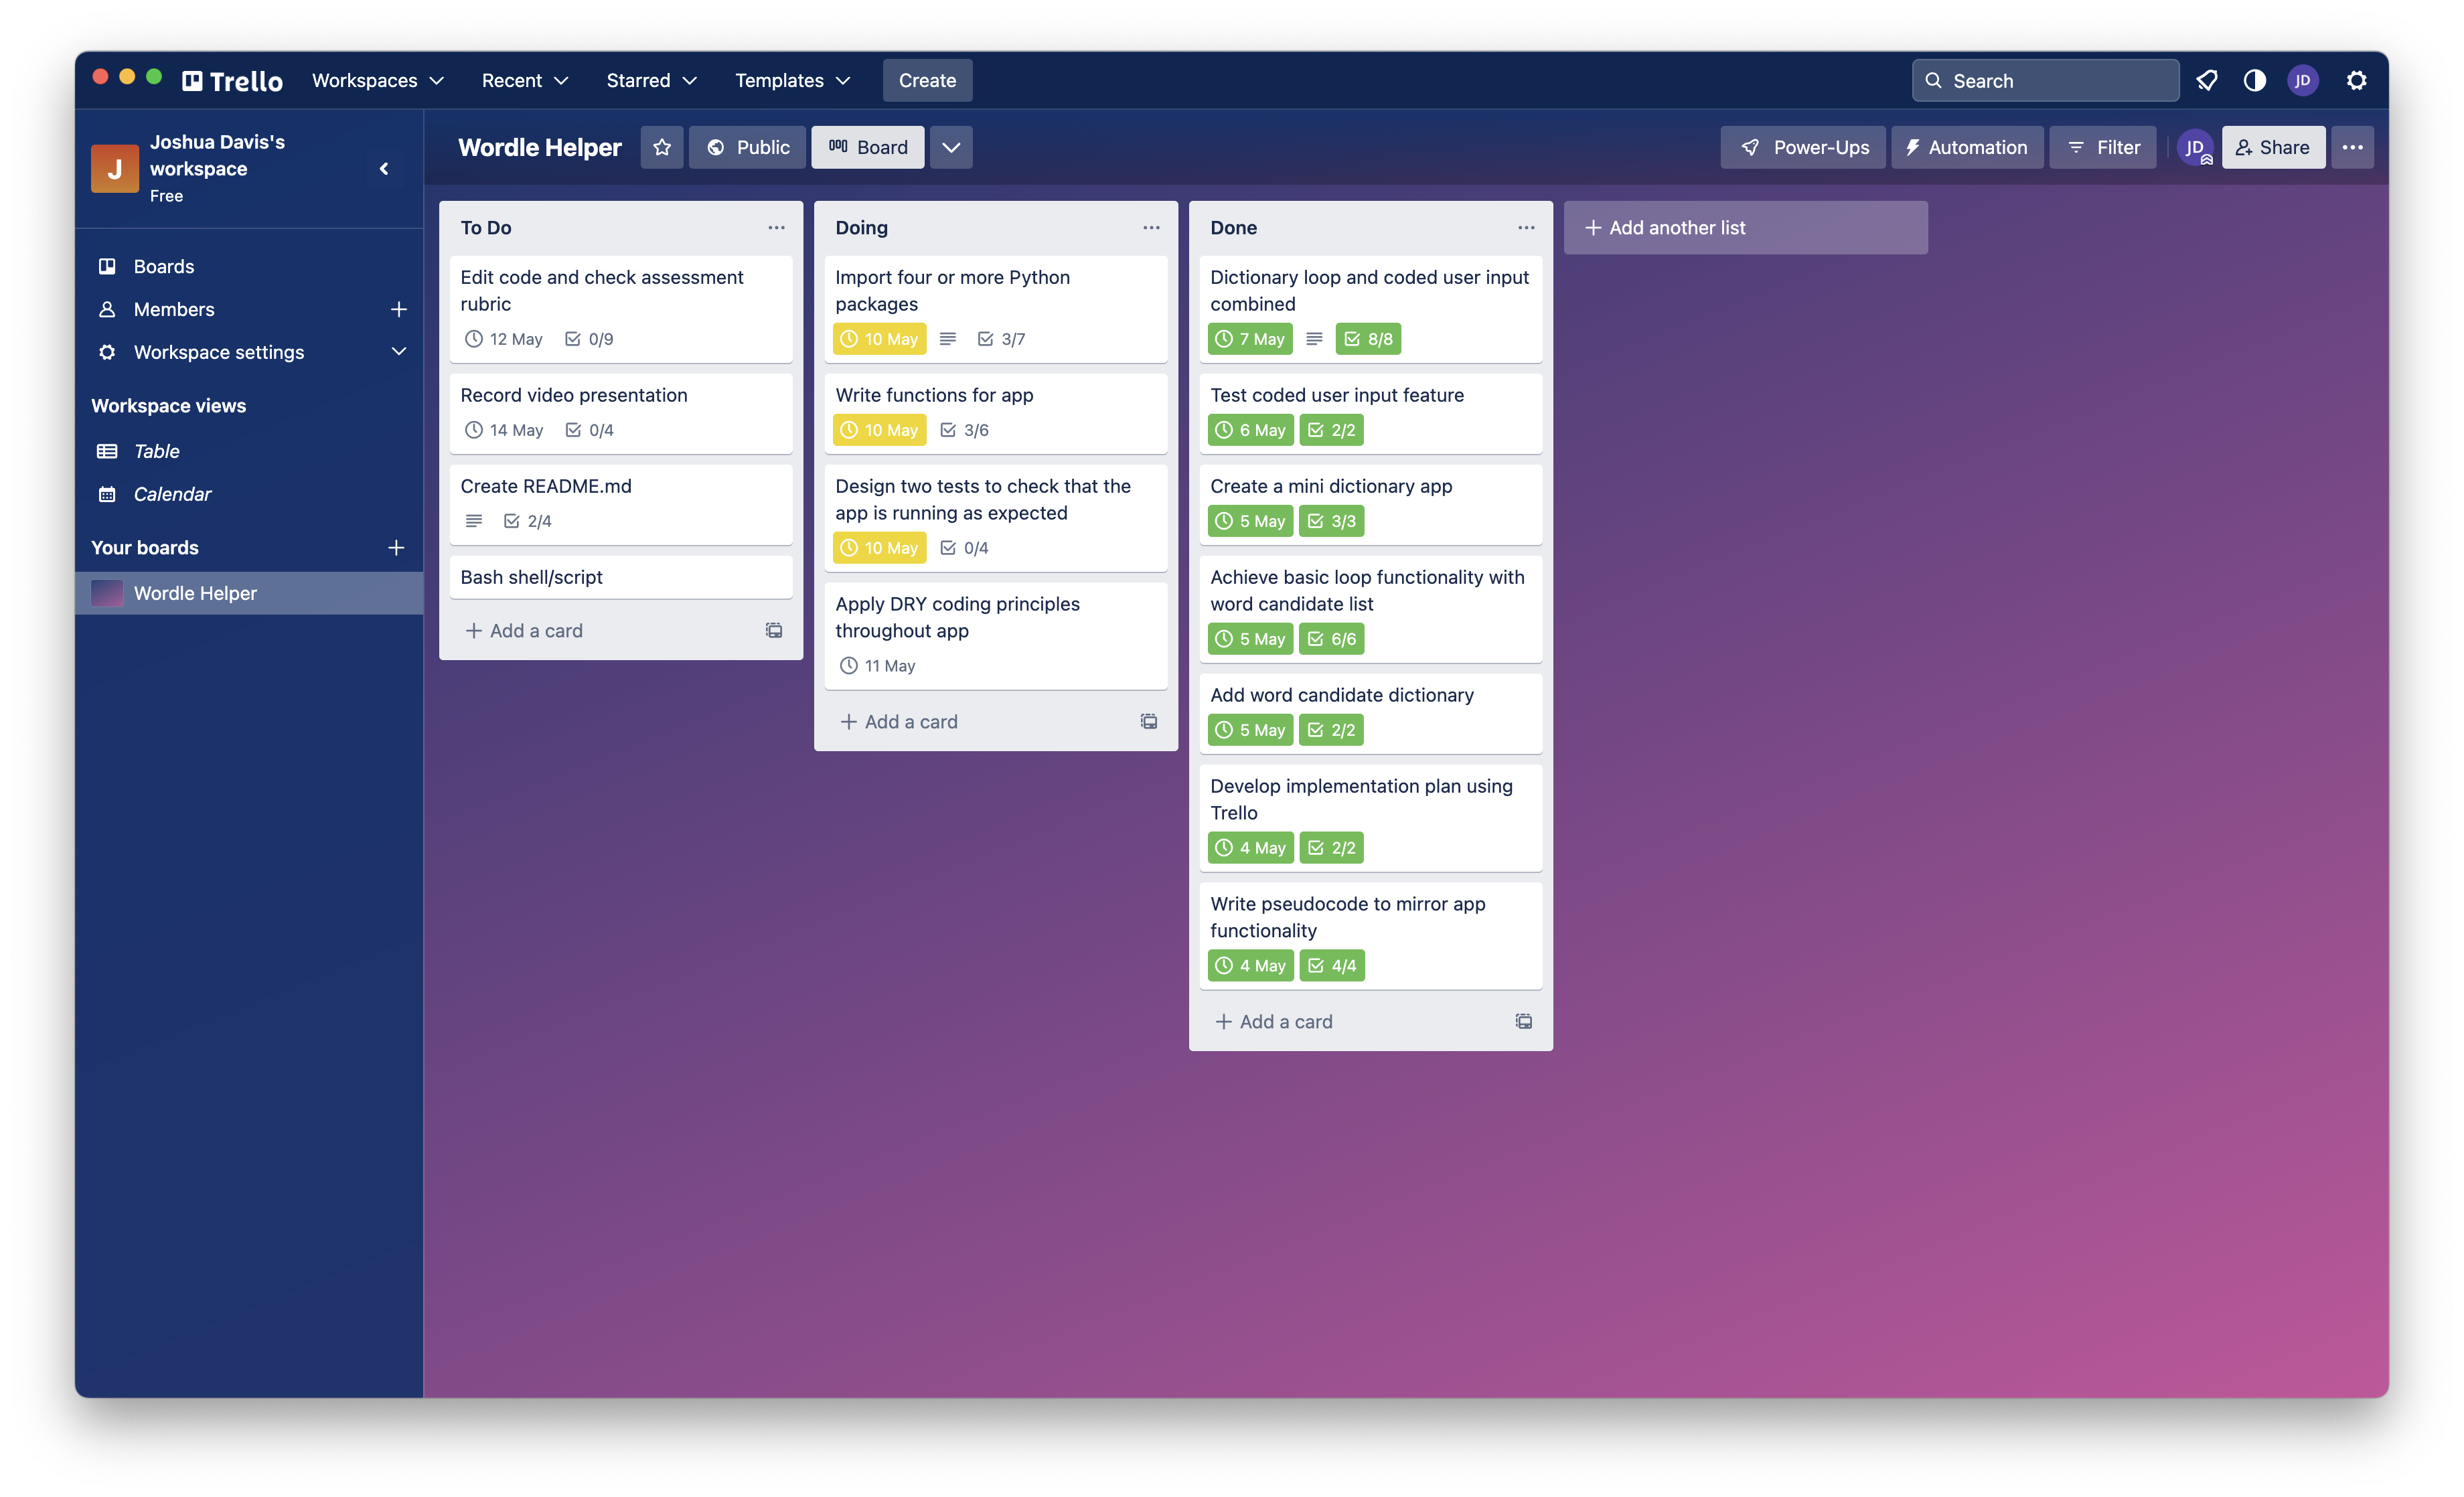 Trello
Workspaces
Recent
Starred
Templates
Create
Search
JD
J
Joshua Davis's
workspace
Free
Boards
Members
Workspace settings
Workspace views
Table
Calendar
Your boards
Wordle Helper
Wordle Helper
Public
Board
Power-Ups
Automation
Filter
JD
Share
To Do
Edit code and check assessment
rubric
12 May 0/9
Record video presentation
14 May 0/4
Create README.md
2/4
Bash shell/script
Add a card
Doing
Import four or more Python
packages
10 May 3/7
Write functions for app
10 May 3/6
Design two tests to check that the
app is running as expected
10 May 0/4
Apply DRY coding principles
throughout app
11 May
Add a card
Done
Dictionary loop and coded user input
combined
7 May 8/8
Test coded user input feature
6 May 2/2
Create a mini dictionary app
5 May 3/3
Achieve basic loop functionality with
word candidate list
5 May 6/6
Add word candidate dictionary
5 May 2/2
Develop implementation plan using
Trello
4 May 2/2
Write pseudocode to mirror app
functionality
4 May 4/4
Add a card
Add another list